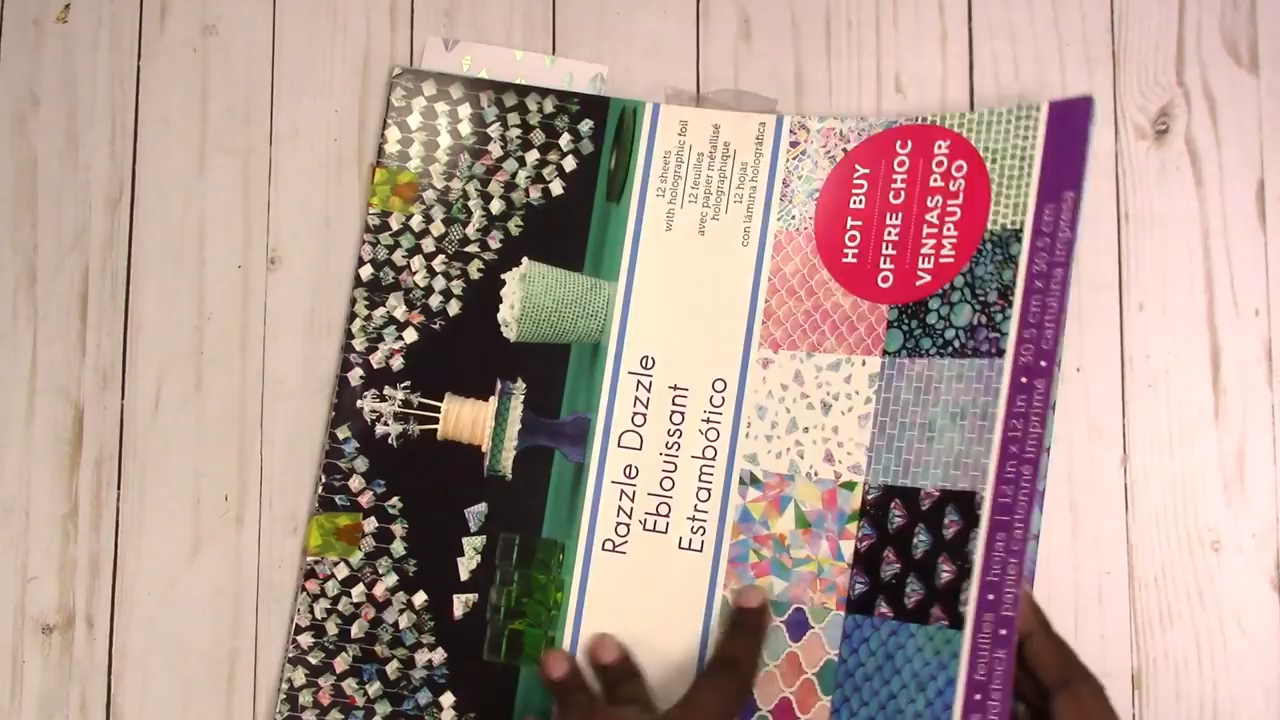 12 sheets
with holographic foil
12 feuilles
avec papier métallisé
holographique
12 hojas
con lámina holográfica
Razzle Dazzle
Éblouissant
Estrambótico
HOT BUY
OFFRE CHOC
VENTAS POR
IMPULSO
• feuilles • hojas | 12 in x 12 in • 30.5 cm x 30.5 cm
• papier cartonné imprimé • cartulina impresa